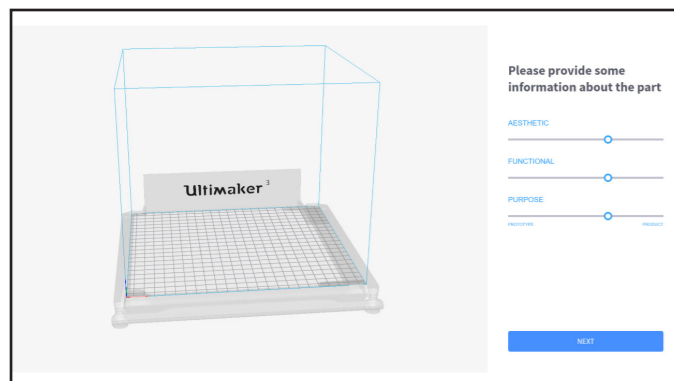 Ultimaker 3
Please provide some
information about the part
AESTHETIC
FUNCTIONAL
PURPOSE
PROTOTYPE PRODUCT
NEXT